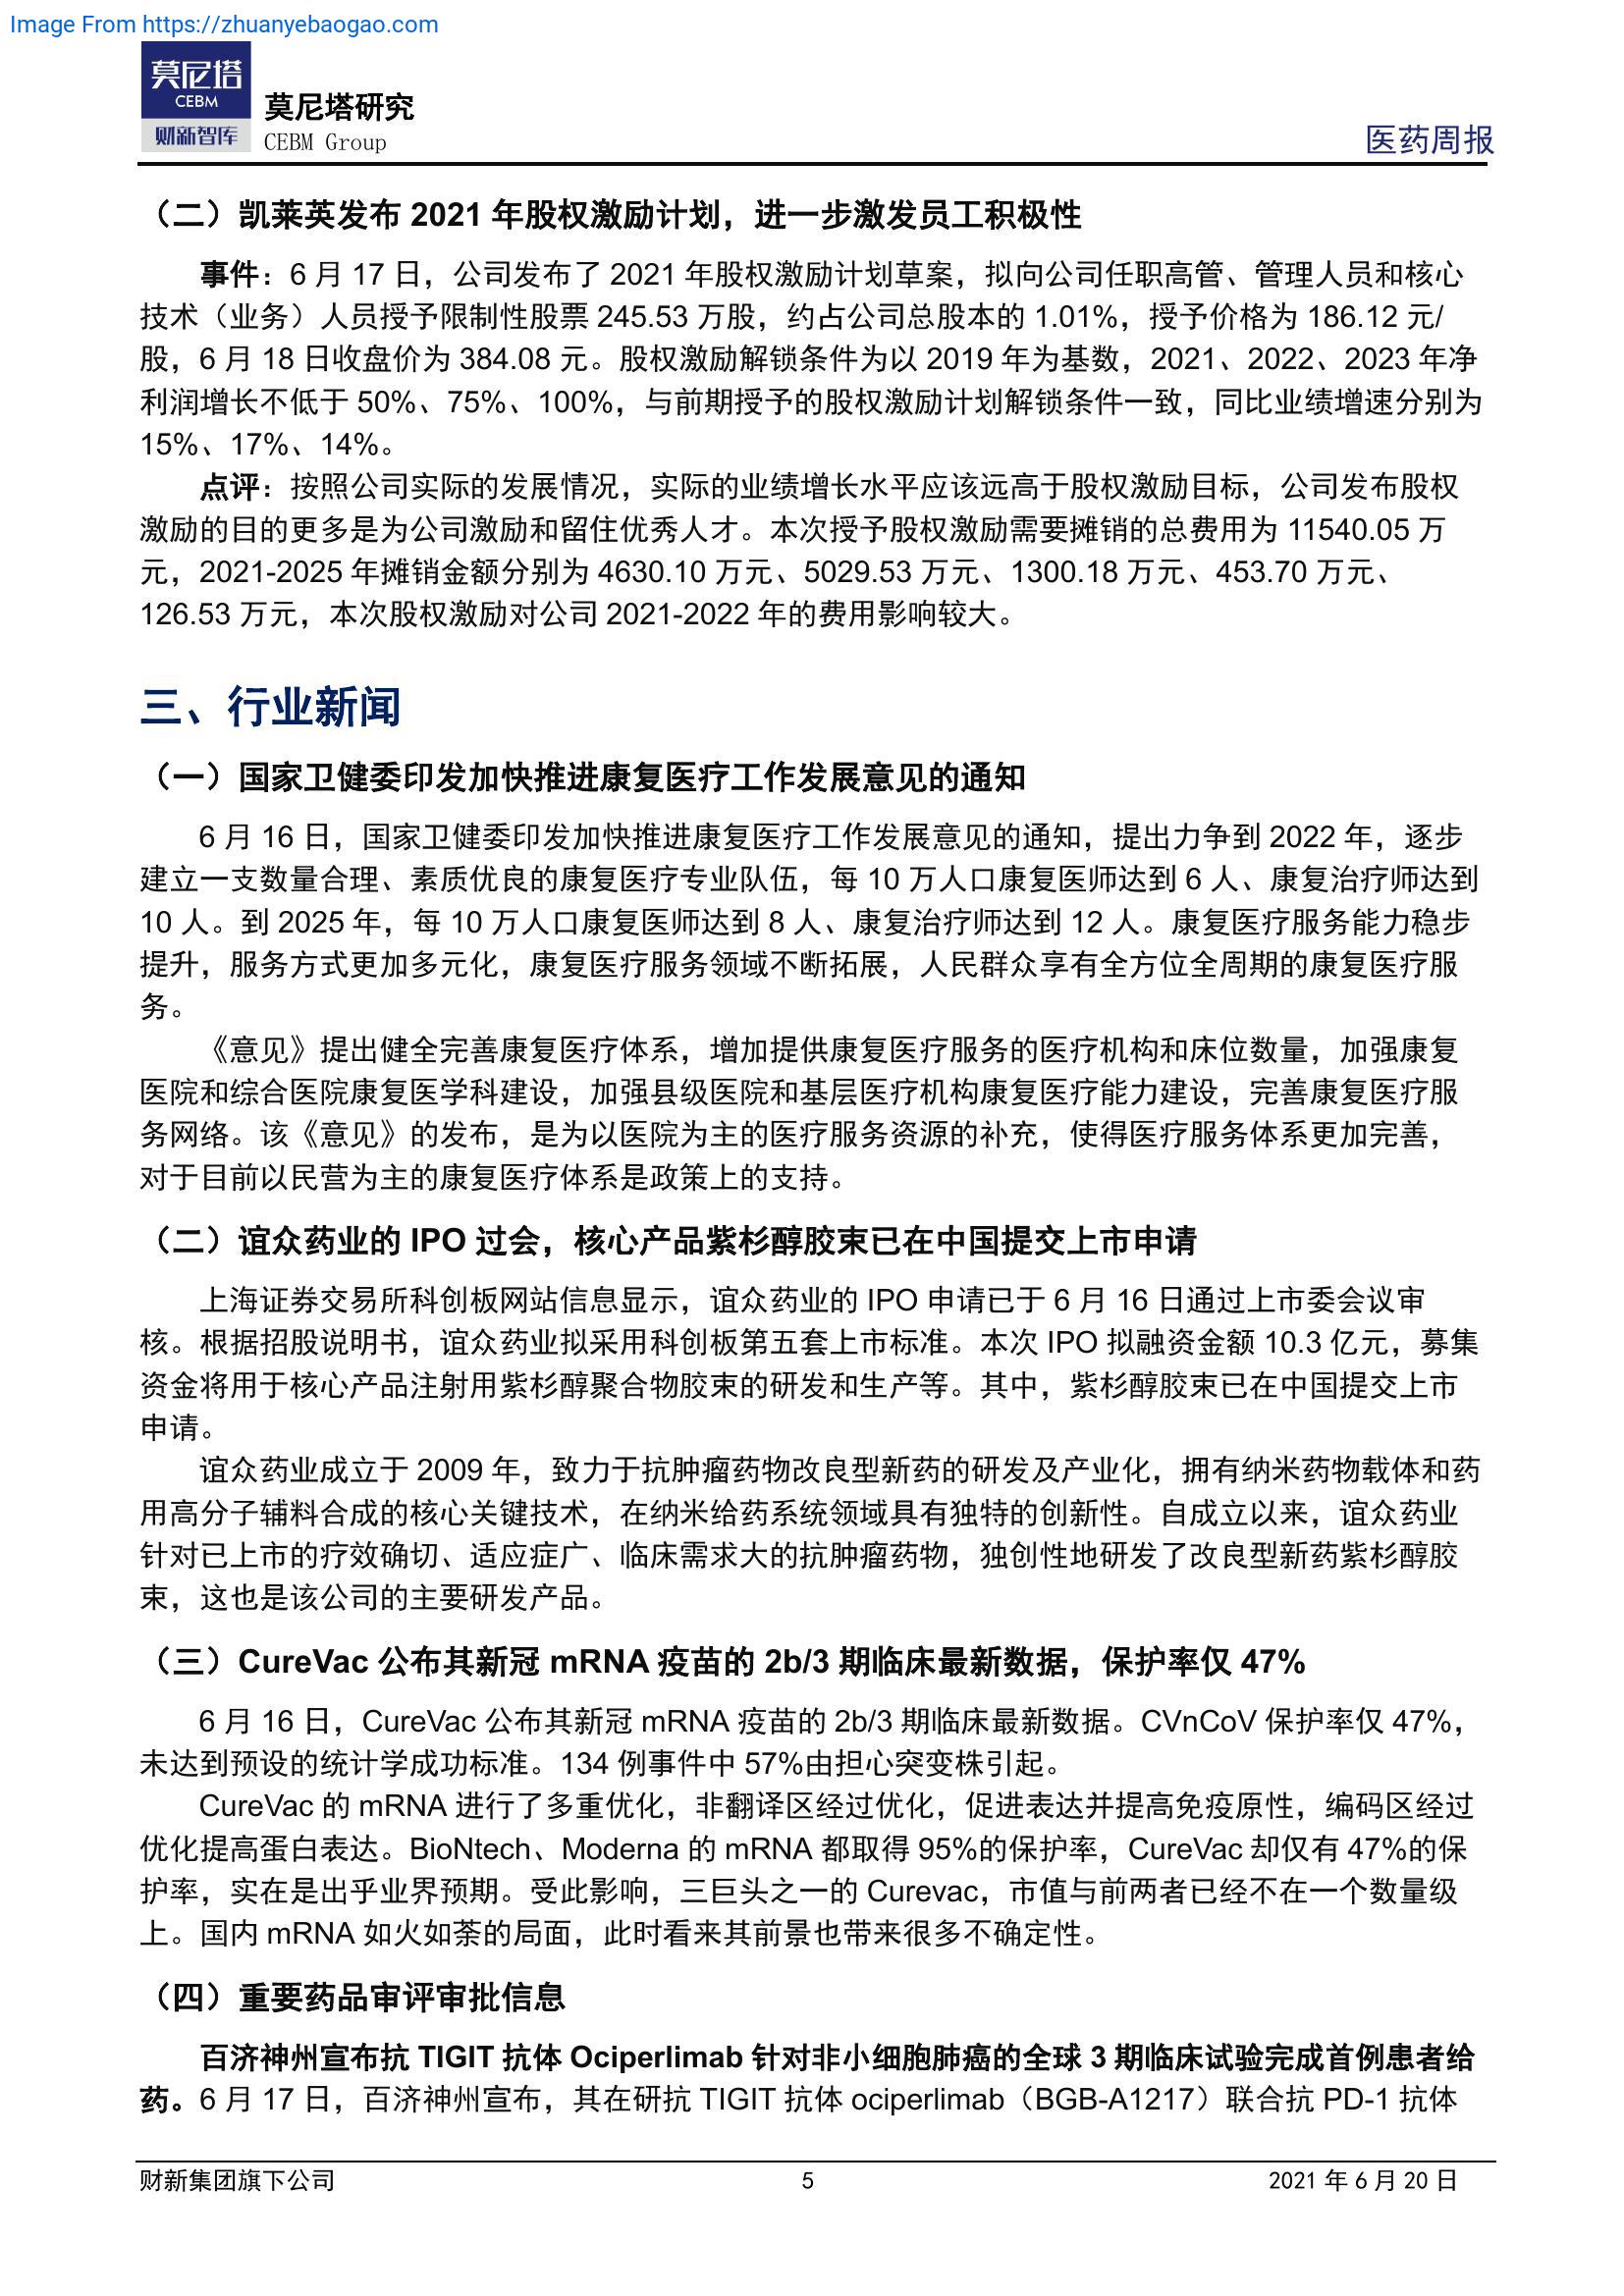 Image From https://zhuanyebaogao.com
莫尼塔
CEBM
财新智库
莫尼塔研究
CEBM Group
医药周报
（二）凯莱英发布 2021 年股权激励计划，进一步激发员工积极性
事件：6 月 17 日，公司发布了 2021 年股权激励计划草案，拟向公司任职高管、管理人员和核心
技术（业务）人员授予限制性股票 245.53 万股，约占公司总股本的 1.01%，授予价格为 186.12 元/
股，6 月 18 日收盘价为 384.08 元。股权激励解锁条件为以 2019 年为基数，2021、2022、2023 年净
利润增长不低于 50%、75%、100%，与前期授予的股权激励计划解锁条件一致，同比业绩增速分别为
15%、17%、14%。
点评：按照公司实际的发展情况，实际的业绩增长水平应该远高于股权激励目标，公司发布股权
激励的目的更多是为公司激励和留住优秀人才。本次授予股权激励需要摊销的总费用为 11540.05 万
元，2021-2025 年摊销金额分别为 4630.10 万元、5029.53 万元、1300.18 万元、453.70 万元、
126.53 万元，本次股权激励对公司 2021-2022 年的费用影响较大。
三、行业新闻
（一）国家卫健委印发加快推进康复医疗工作发展意见的通知
6 月 16 日，国家卫健委印发加快推进康复医疗工作发展意见的通知，提出力争到 2022 年，逐步
建立一支数量合理、素质优良的康复医疗专业队伍，每 10 万人口康复医师达到 6 人、康复治疗师达到
10 人。到 2025 年，每 10 万人口康复医师达到 8 人、康复治疗师达到 12 人。康复医疗服务能力稳步
提升，服务方式更加多元化，康复医疗服务领域不断拓展，人民群众享有全方位全周期的康复医疗服
务。
《意见》提出健全完善康复医疗体系，增加提供康复医疗服务的医疗机构和床位数量，加强康复
医院和综合医院康复医学科建设，加强县级医院和基层医疗机构康复医疗能力建设，完善康复医疗服
务网络。该《意见》的发布，是为以医院为主的医疗服务资源的补充，使得医疗服务体系更加完善，
对于目前以民营为主的康复医疗体系是政策上的支持。
（二）谊众药业的 IPO 过会，核心产品紫杉醇胶束已在中国提交上市申请
上海证券交易所科创板网站信息显示，谊众药业的 IPO 申请已于 6 月 16 日通过上市委会议审
核。根据招股说明书，谊众药业拟采用科创板第五套上市标准。本次 IPO 拟融资金额 10.3 亿元，募集
资金将用于核心产品注射用紫杉醇聚合物胶束的研发和生产等。其中，紫杉醇胶束已在中国提交上市
申请。
谊众药业成立于 2009 年，致力于抗肿瘤药物改良型新药的研发及产业化，拥有纳米药物载体和药
用高分子辅料合成的核心关键技术，在纳米给药系统领域具有独特的创新性。自成立以来，谊众药业
针对已上市的疗效确切、适应症广、临床需求大的抗肿瘤药物，独创性地研发了改良型新药紫杉醇胶
束，这也是该公司的主要研发产品。
（三）CureVac 公布其新冠 mRNA 疫苗的 2b/3 期临床最新数据，保护率仅 47%
6 月 16 日，CureVac 公布其新冠 mRNA 疫苗的 2b/3 期临床最新数据。CVnCoV 保护率仅 47%，
未达到预设的统计学成功标准。134 例事件中 57%由担心突变株引起。
CureVac 的 mRNA 进行了多重优化，非翻译区经过优化，促进表达并提高免疫原性，编码区经过
优化提高蛋白表达。BioNtech、Moderna 的 mRNA 都取得 95%的保护率，CureVac 却仅有 47%的保
护率，实在是出乎业界预期。受此影响，三巨头之一的 Curevac，市值与前两者已经不在一个数量级
上。国内 mRNA 如火如荼的局面，此时看来其前景也带来很多不确定性。
（四）重要药品审评审批信息
百济神州宣布抗 TIGIT 抗体 Ociperlimab 针对非小细胞肺癌的全球 3 期临床试验完成首例患者给
药。6 月 17 日，百济神州宣布，其在研抗 TIGIT 抗体 ociperlimab（BGB-A1217）联合抗 PD-1 抗体
财新集团旗下公司
5
2021 年 6 月 20 日